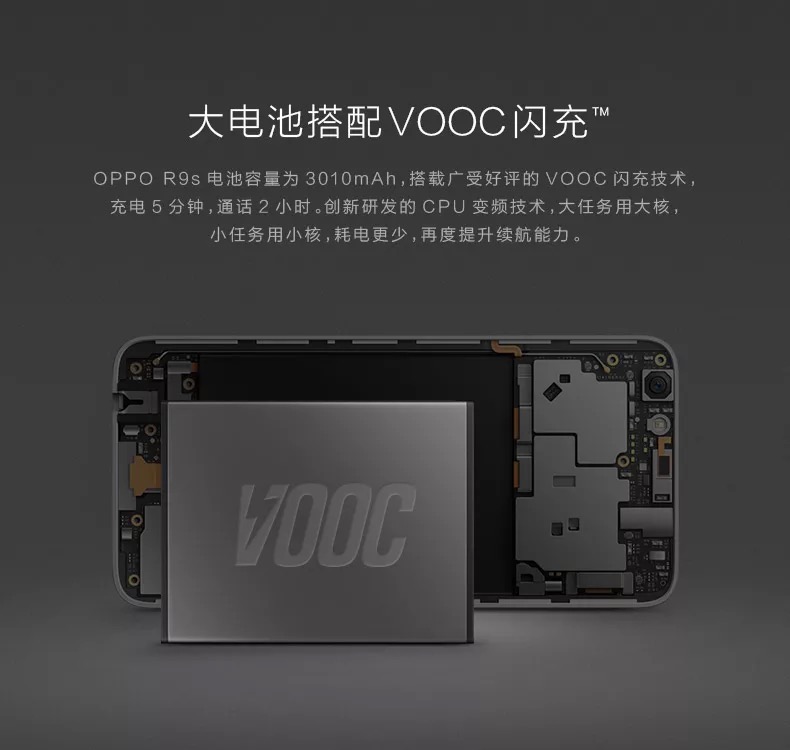 大电池搭配VOOC闪充™
OPPO R9s 电池容量为 3010mAh，搭载广受好评的 VOOC 闪充技术，
充电 5 分钟，通话 2 小时。创新研发的 CPU 变频技术，大任务用大核，
小任务用小核，耗电更少，再度提升续航能力。
VOOC